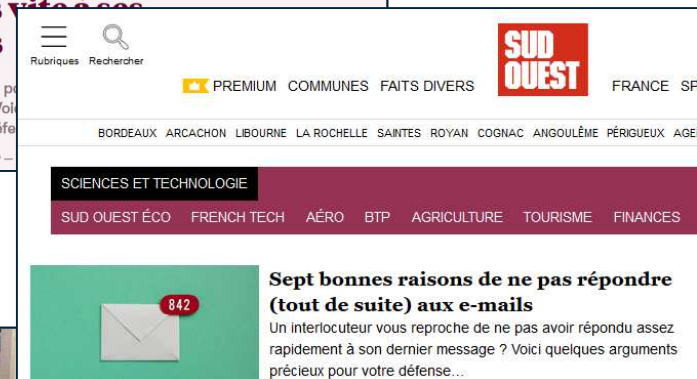 vite à ses
Rubriques Rechercher
PREMIUM COMMUNES FAITS DIVERS
SUD
OUEST
FRANCE
BORDEAUX ARCACHON LIBOURNE LA ROCHELLE SAINTES ROYAN COGNAC ANGOULÊME PÉRIGUEUX
SCIENCES ET TECHNOLOGIE
SUD OUEST ÉCO FRENCH TECH AÉRO BTP AGRICULTURE TOURISME FINANCES
842
Sept bonnes raisons de ne pas répondre
(tout de suite) aux e-mails
Un interlocuteur vous reproche de ne pas avoir répondu assez
rapidement à son dernier message ? Voici quelques arguments
précieux pour votre défense…